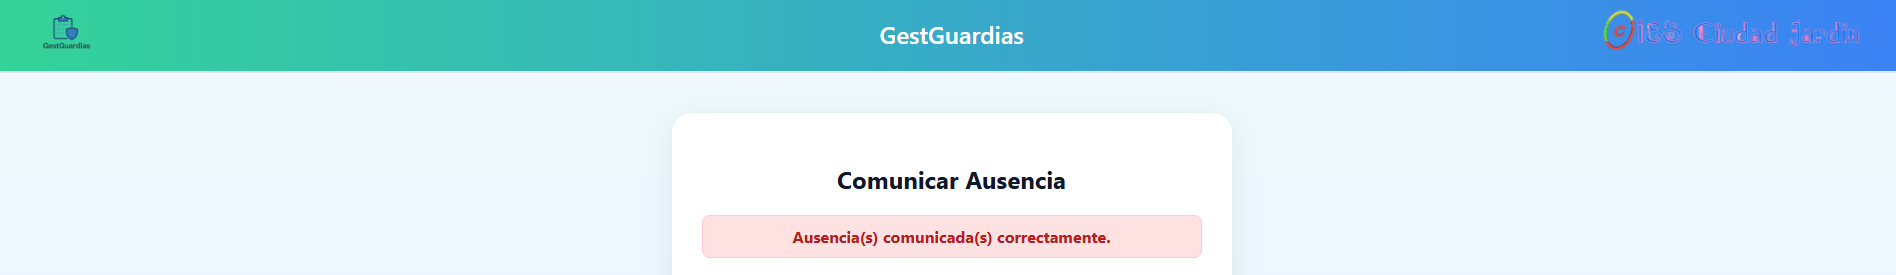 GestGuardias
GestGuardias
IES Ciudad Jardín
Comunicar Ausencia
Ausencia(s) comunicada(s) correctamente.